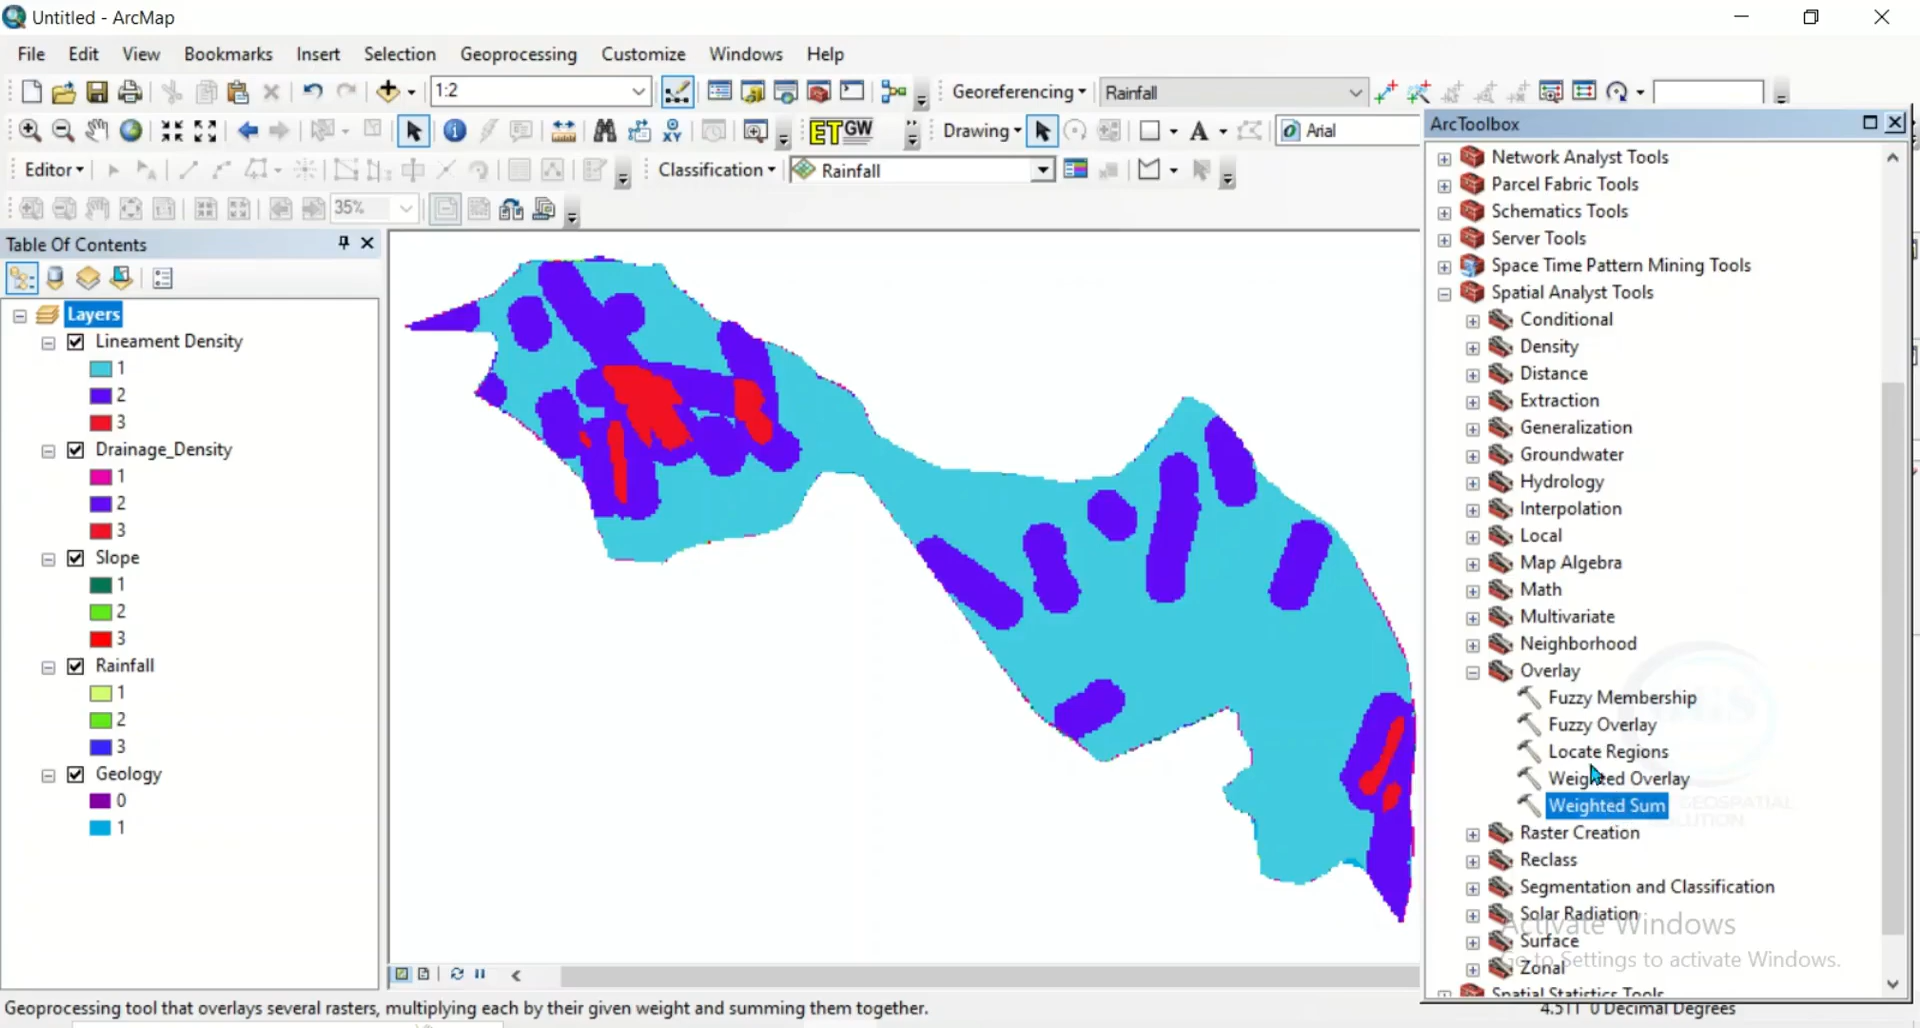 Untitled - ArcMap
File Edit View Bookmarks Insert Selection Geoprocessing Customize Windows Help
1:2 Georeferencing Rainfall
ET GW Drawing A Arial
Editor Classification Rainfall
35%
Table Of Contents
Layers
Lineament Density
1
2
3
Drainage_Density
1
2
3
Slope
1
2
3
Rainfall
1
2
3
Geology
0
1
ArcToolbox
Network Analyst Tools
Parcel Fabric Tools
Schematics Tools
Server Tools
Space Time Pattern Mining Tools
Spatial Analyst Tools
Conditional
Density
Distance
Extraction
Generalization
Groundwater
Hydrology
Interpolation
Local
Map Algebra
Math
Multivariate
Neighborhood
Overlay
Fuzzy Membership
Fuzzy Overlay
Locate Regions
Weighted Overlay
Weighted Sum
Raster Creation
Reclass
Segmentation and Classification
Solar Radiation
Surface
Zonal
Spatial Statistics Tools
Activate Windows
Go to Settings to activate Windows.
GEOSPATIAL
Geoprocessing tool that overlays several rasters, multiplying each by their given weight and summing them together.
Decimal Degrees